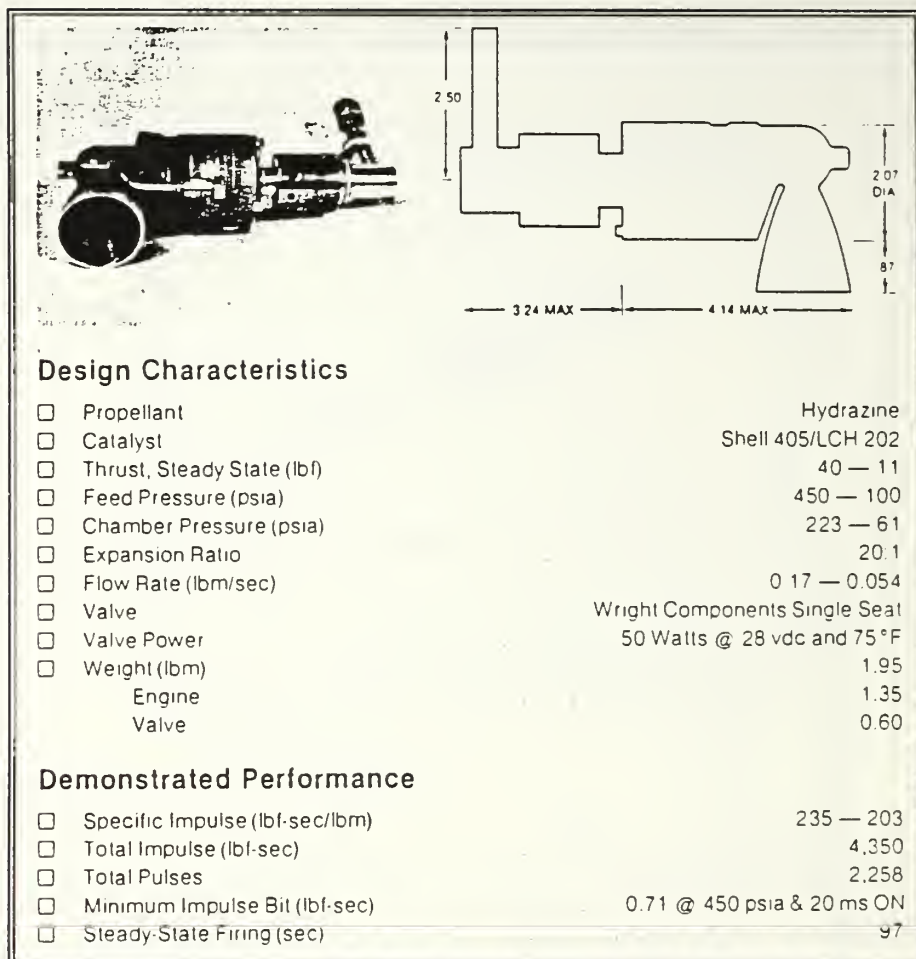 2 50
2.07
DIA
87
3 24 MAX
4 14 MAX
Design Characteristics
Propellant Hydrazine
Catalyst Shell 405/LCH 202
Thrust, Steady State (lbf) 40 — 11
Feed Pressure (psia) 450 — 100
Chamber Pressure (psia) 223 — 61
Expansion Ratio 20:1
Flow Rate (lbm/sec) 0 17 — 0.054
Valve Wright Components Single Seat
Valve Power 50 Watts @ 28 vdc and 75°F
Weight (lbm) 1.95
Engine 1.35
Valve 0.60
Demonstrated Performance
Specific Impulse (lbf-sec/lbm) 235 — 203
Total Impulse (lbf-sec) 4,350
Total Pulses 2,258
Minimum Impulse Bit (lbf-sec) 0.71 @ 450 psia & 20 ms ON
Steady-State Firing (sec) 97